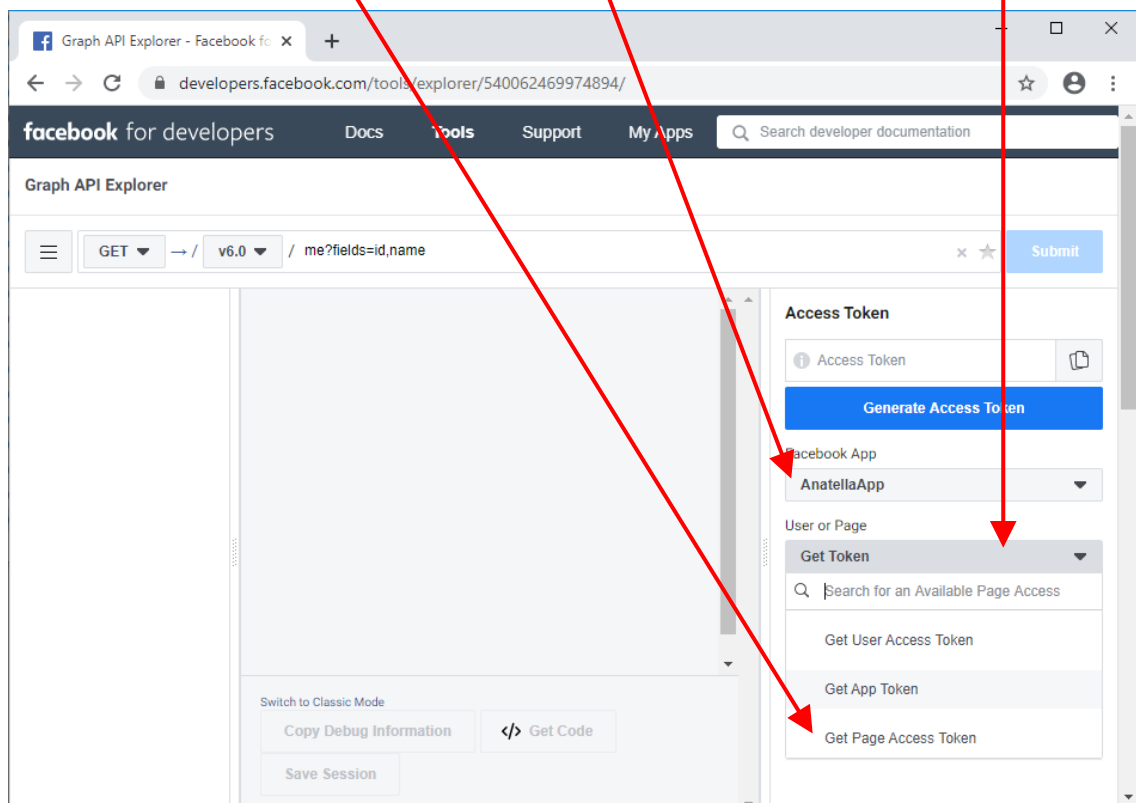 Graph API Explorer - Facebook fo
developers.facebook.com/tools/explorer/540062469974894/
facebook for developers Docs Tools Support My Apps Search developer documentation
Graph API Explorer
GET → / v6.0 / me?fields=id,name Submit
Access Token
Access Token
Generate Access Token
Facebook App
AnatellaApp
User or Page
Get Token
Search for an Available Page Access
Get User Access Token
Get App Token
Get Page Access Token
Switch to Classic Mode
Copy Debug Information </> Get Code
Save Session